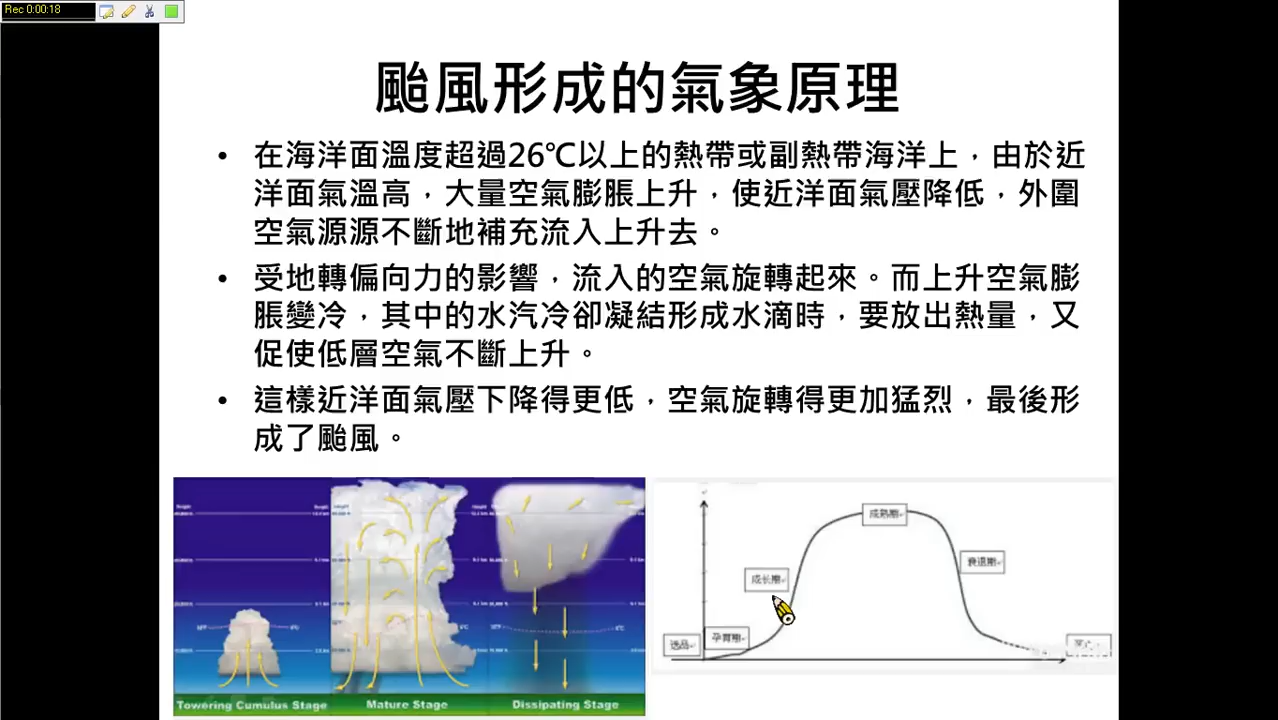 Rec 0:00:18
颱風形成的氣象原理
• 在海洋面溫度超過26℃以上的熱帶或副熱帶海洋上，由於近
洋面氣溫高，大量空氣膨脹上升，使近洋面氣壓降低，外圍
空氣源源不斷地補充流入上升去。
• 受地轉偏向力的影響，流入的空氣旋轉起來。而上升空氣膨
脹變冷，其中的水汽冷卻凝結形成水滴時，要放出熱量，又
促使低層空氣不斷上升。
• 這樣近洋面氣壓下降得更低，空氣旋轉得更加猛烈，最後形
成了颱風。
Towering Cumulus Stage
Mature Stage
Dissipating Stage
成熟期
衰退期
成长期
孕育期